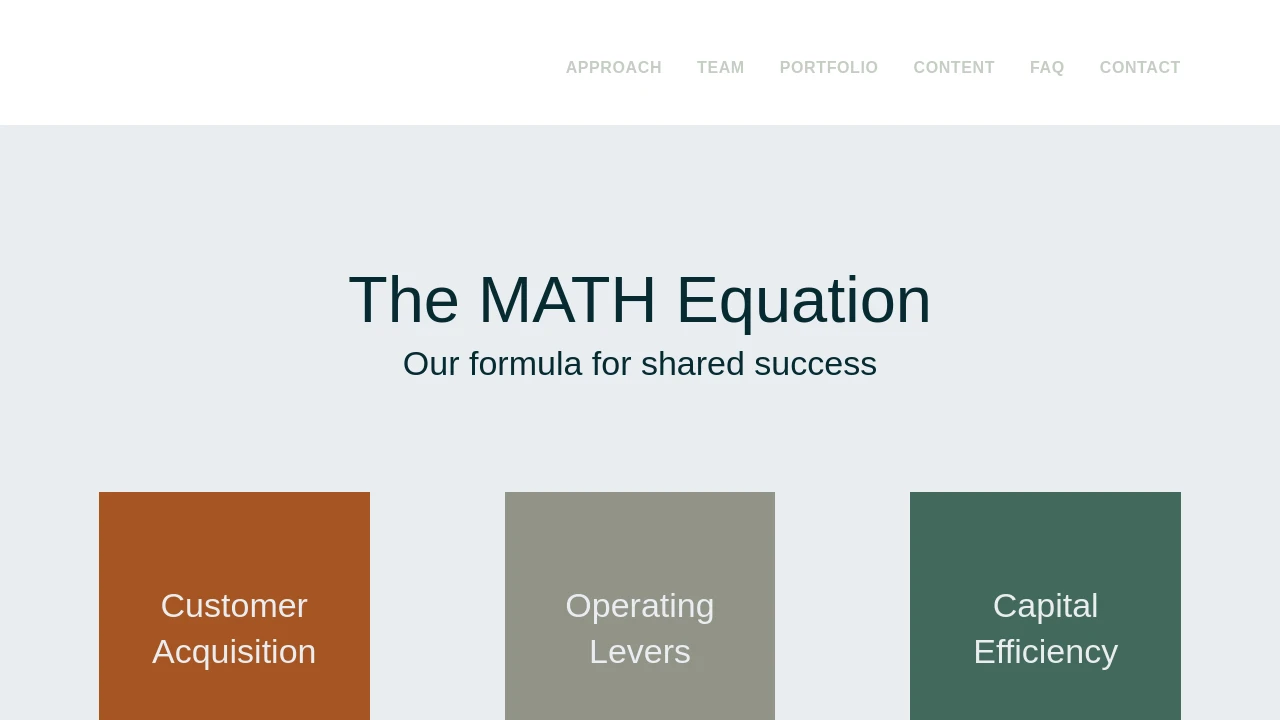 APPROACH TEAM PORTFOLIO CONTENT FAQ CONTACT
The MATH Equation
Our formula for shared success
Customer
Acquisition
Operating
Levers
Capital
Efficiency